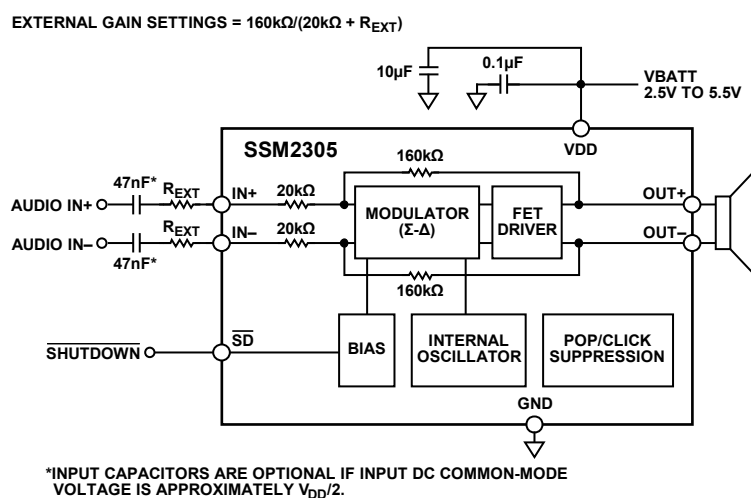 EXTERNAL GAIN SETTINGS = 160kΩ/(20kΩ + REXT)
10µF
0.1µF
VBATT
2.5V TO 5.5V
SSM2305
VDD
160kΩ
47nF*
REXT
IN+
20kΩ
AUDIO IN+
MODULATOR
(Σ-Δ)
FET
DRIVER
OUT+
AUDIO IN–
47nF*
REXT
IN–
20kΩ
OUT–
160kΩ
SHUTDOWN
SD
BIAS
INTERNAL
OSCILLATOR
POP/CLICK
SUPPRESSION
GND
*INPUT CAPACITORS ARE OPTIONAL IF INPUT DC COMMON-MODE
VOLTAGE IS APPROXIMATELY VDD/2.